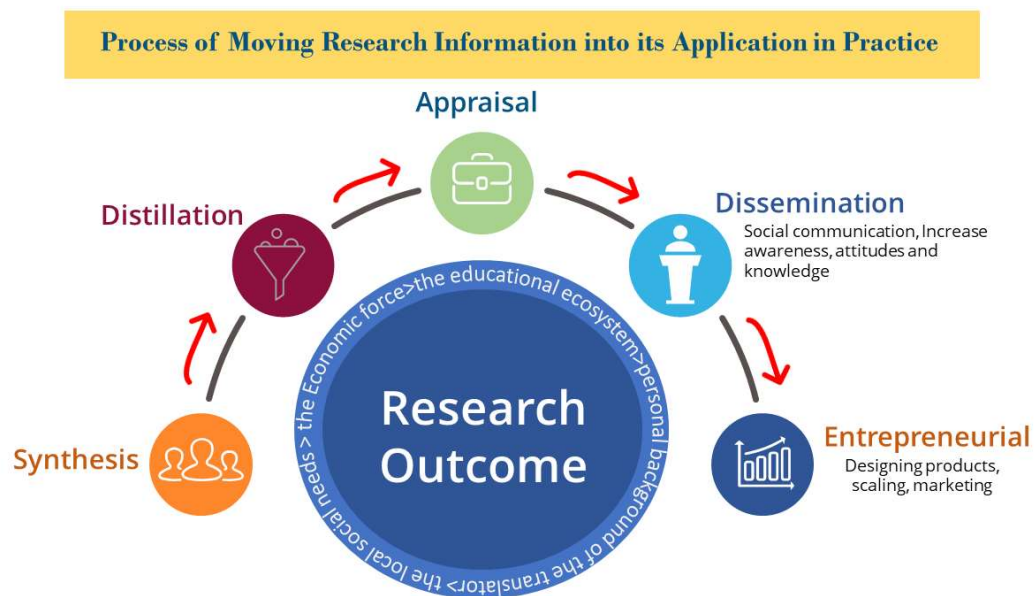 Process of Moving Research Information into its Application in Practice
Appraisal
Distillation
Dissemination
Social communication, Increase
awareness, attitudes and
knowledge
Synthesis
Entrepreneurial
Designing products,
scaling, marketing
the local social needs> the Economic force>the educational ecosystem>personal background of the translator>
Research
Outcome